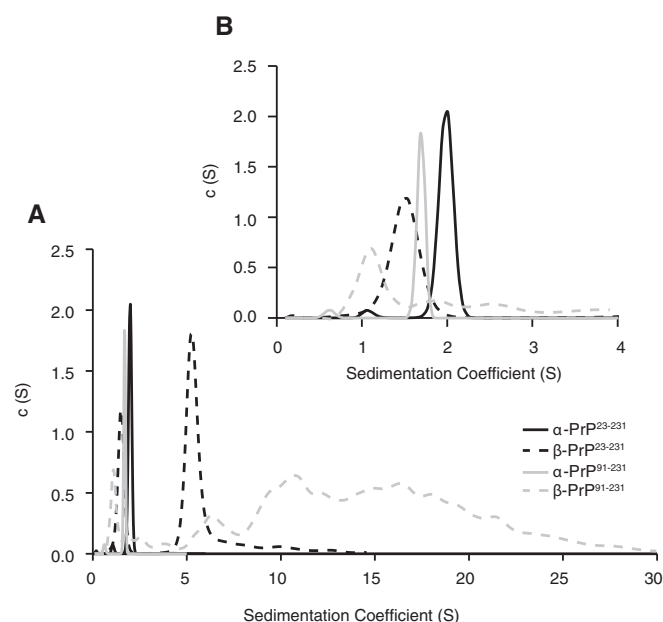 B
2.5
2.0
1.5
1.0
0.5
0.0
c (S)
0 1 2 3 4
Sedimentation Coefficient (S)
A
2.5
2.0
1.5
1.0
0.5
0.0
c (S)
α-PrP²³⁻²³¹
β-PrP²³⁻²³¹
α-PrP⁹¹⁻²³¹
β-PrP⁹¹⁻²³¹
0 5 10 15 20 25 30
Sedimentation Coefficient (S)